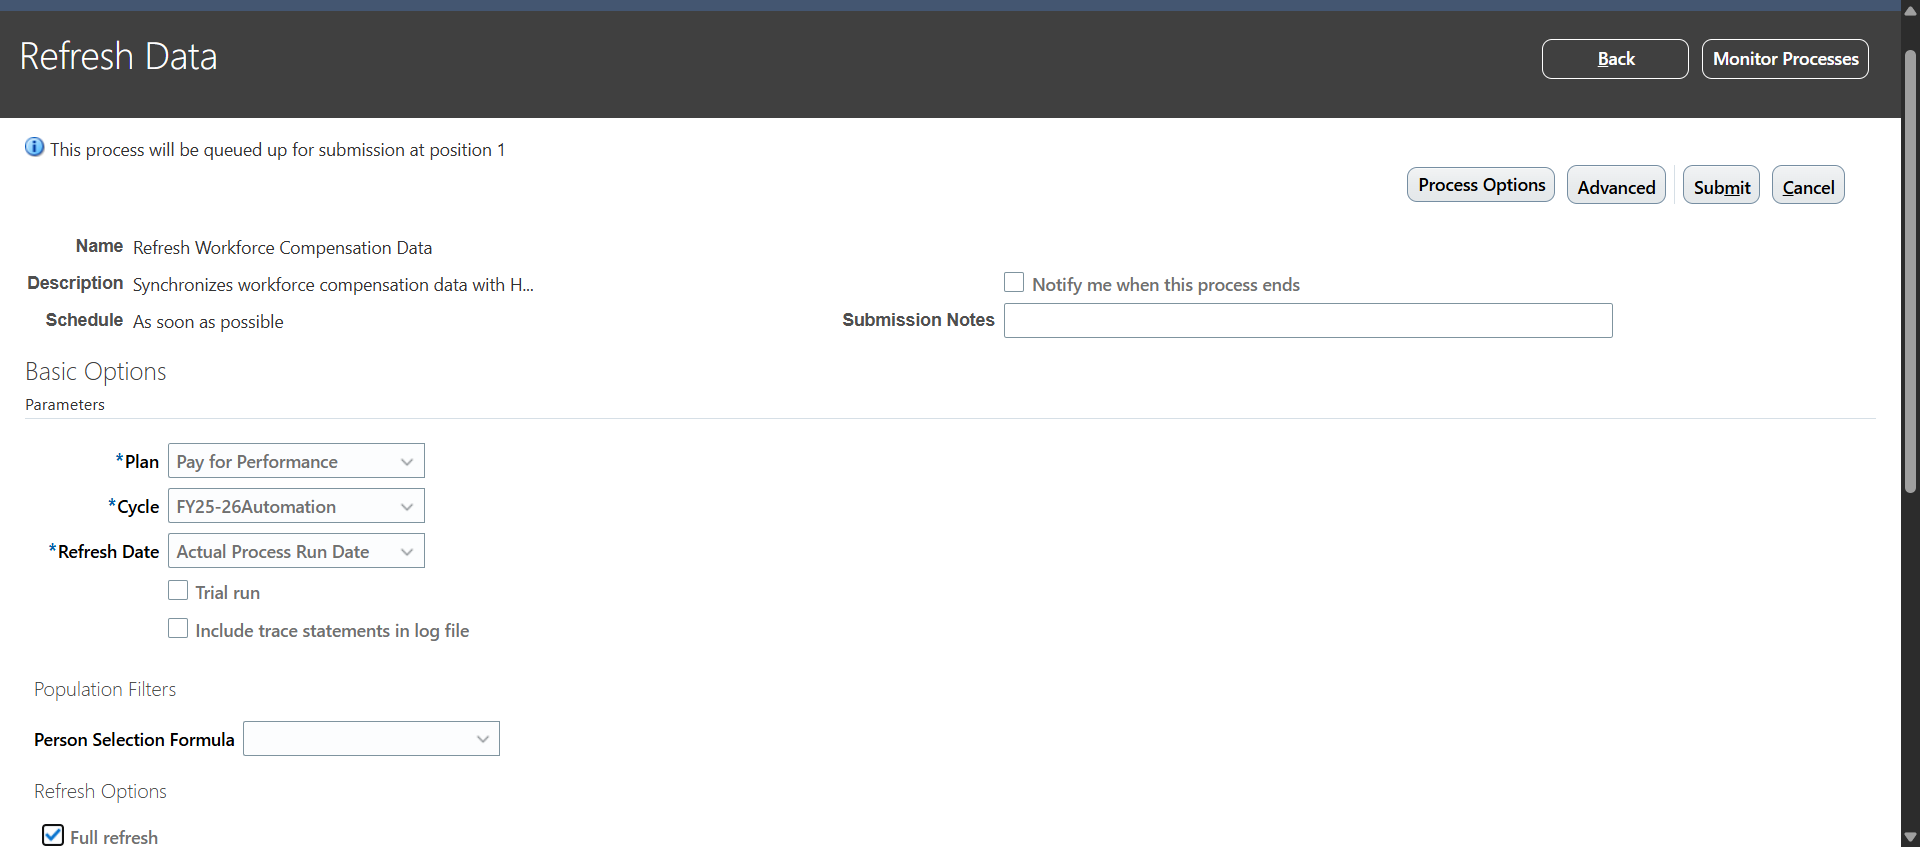 Refresh Data
Back
Monitor Processes
This process will be queued up for submission at position 1
Process Options
Advanced
Submit
Cancel
Name Refresh Workforce Compensation Data
Description Synchronizes workforce compensation data with H...
Notify me when this process ends
Schedule As soon as possible
Submission Notes
Basic Options
Parameters
*Plan Pay for Performance
*Cycle FY25-26Automation
*Refresh Date Actual Process Run Date
Trial run
Include trace statements in log file
Population Filters
Person Selection Formula
Refresh Options
Full refresh